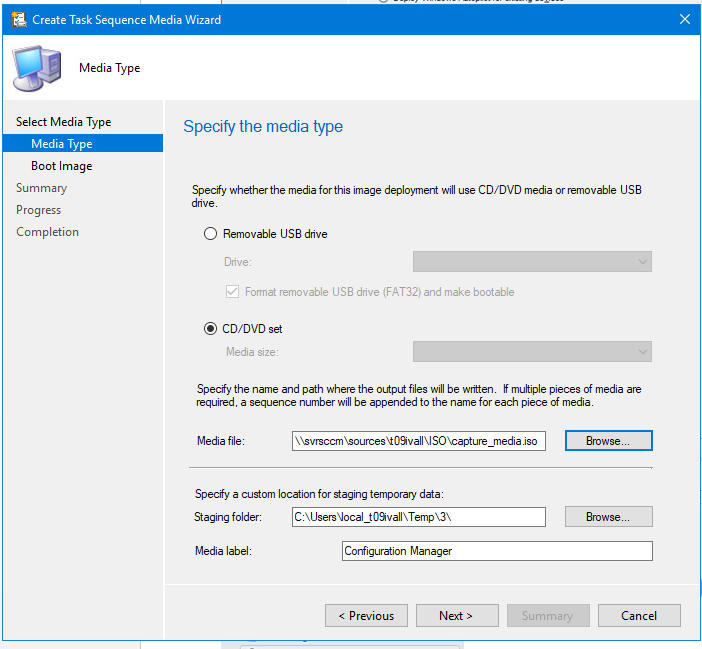 Create Task Sequence Media Wizard
Media Type
Select Media Type
Media Type
Boot Image
Summary
Progress
Completion
Specify the media type
Specify whether the media for this image deployment will use CD/DVD media or removable USB
drive.
Removable USB drive
Drive:
Format removable USB drive (FAT32) and make bootable
CD/DVD set
Media size:
Specify the name and path where the output files will be written. If multiple pieces of media are
required, a sequence number will be appended to the name for each piece of media.
Media file:
\\svrsccm\sources\t09ivall\ISO\capture_media.iso
Browse...
Specify a custom location for staging temporary data:
Staging folder:
C:\Users\local_t09ivall\Temp\3\
Browse...
Media label:
Configuration Manager
< Previous
Next >
Summary
Cancel